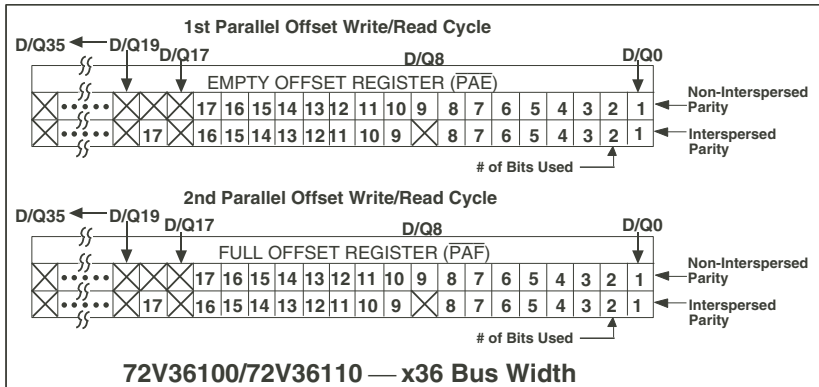 1st Parallel Offset Write/Read Cycle
D/Q35 D/Q19 D/Q17 D/Q8 D/Q0
EMPTY OFFSET REGISTER (PAE)
17 16 15 14 13 12 11 10 9 8 7 6 5 4 3 2 1 Non-Interspersed Parity
17 16 15 14 13 12 11 10 9 8 7 6 5 4 3 2 1 Interspersed Parity
# of Bits Used
2nd Parallel Offset Write/Read Cycle
D/Q35 D/Q19 D/Q17 D/Q8 D/Q0
FULL OFFSET REGISTER (PAF)
17 16 15 14 13 12 11 10 9 8 7 6 5 4 3 2 1 Non-Interspersed Parity
17 16 15 14 13 12 11 10 9 8 7 6 5 4 3 2 1 Interspersed Parity
# of Bits Used
72V36100/72V36110 — x36 Bus Width